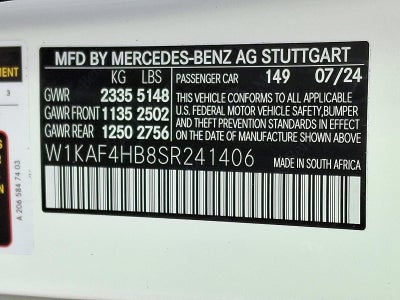 MFD BY MERCEDES-BENZ AG STUTTGART
KG LBS PASSENGER CAR 149 07/24
GVWR 2335 5148
GAWR FRONT 1135 2502
GAWR REAR 1250 2756
THIS VEHICLE CONFORMS TO ALL APPLICABLE
U.S. FEDERAL MOTOR VEHICLE SAFETY, BUMPER
AND THEFT PREVENTION STANDARDS IN EFFECT
ON THE DATE OF MANUFACTURE SHOWN ABOVE
W1KAF4HB8SR241406 MADE IN SOUTH AFRICA
MENT
3
S
A 206 584 74 03